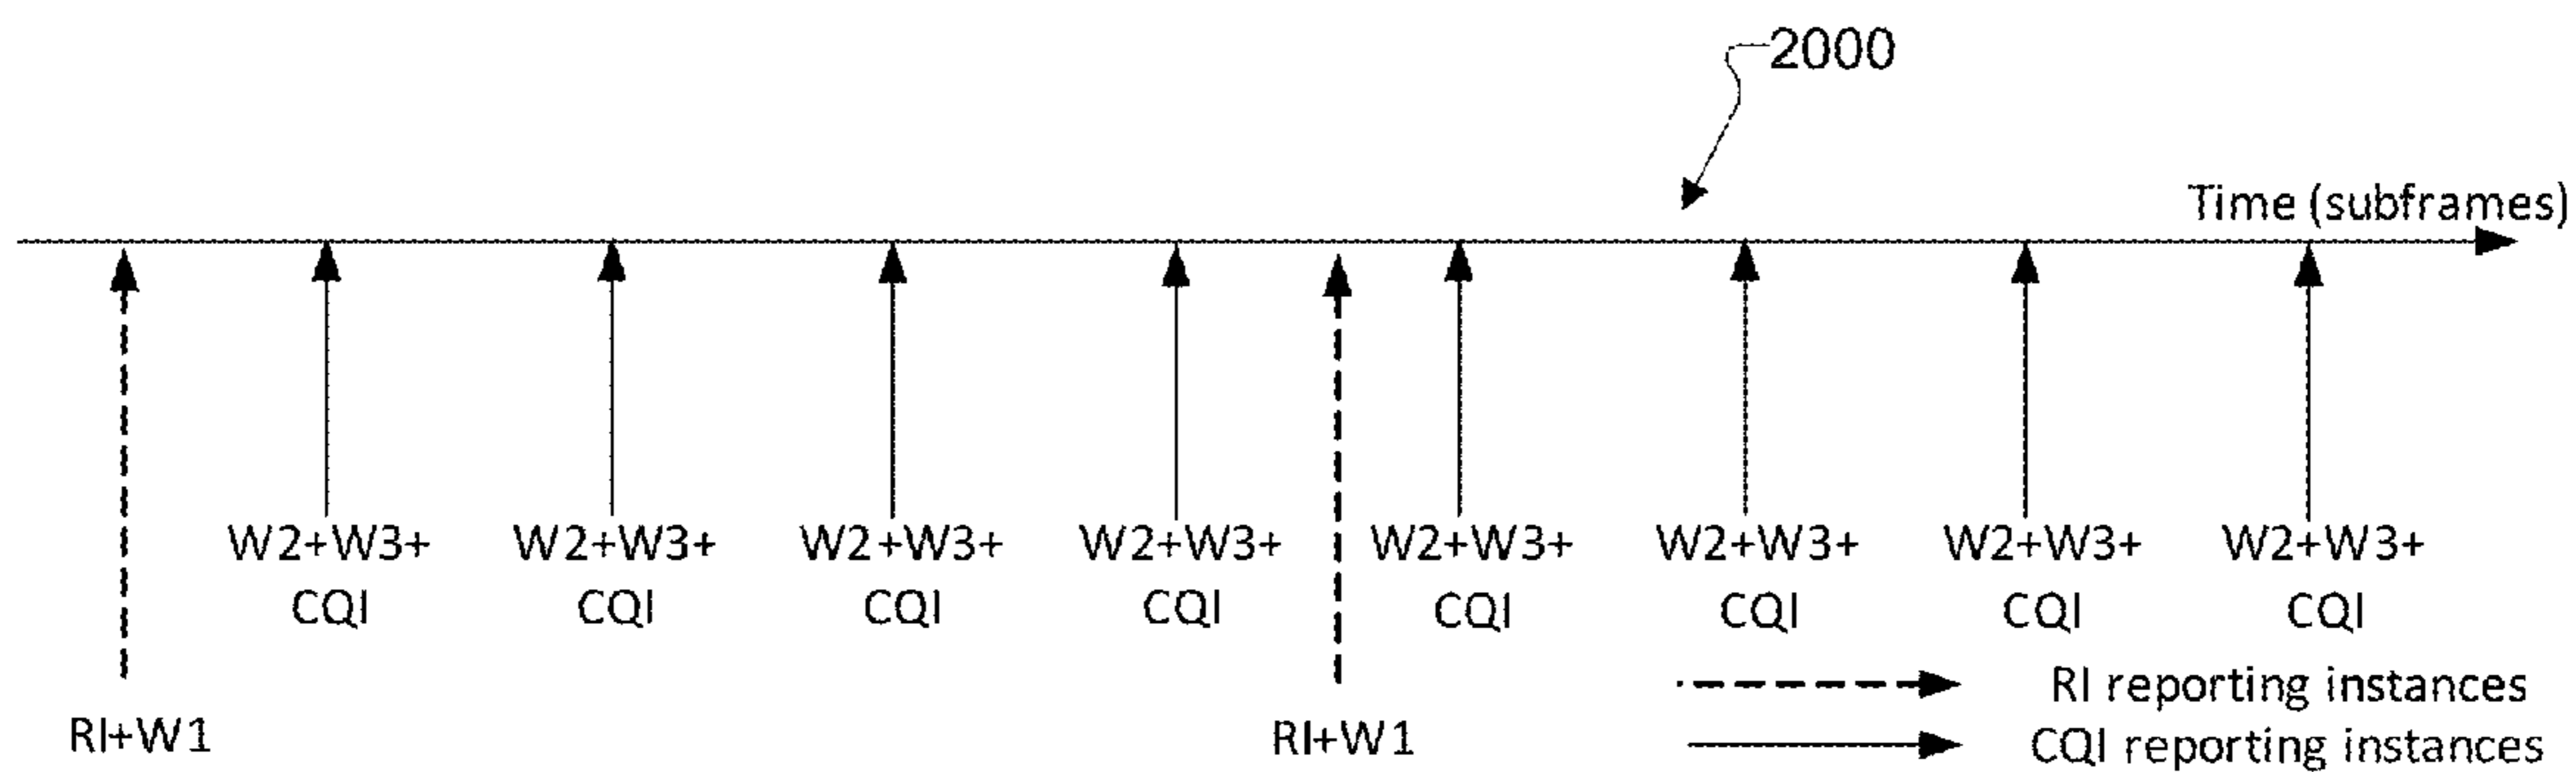 2000
Time (subframes)
W2+W3+ W2+W3+ W2+W3+ W2+W3+ W2+W3+ W2+W3+ W2+W3+ W2+W3+
CQI CQI CQI CQI CQI CQI CQI CQI
RI reporting instances
RI+W1 RI+W1 CQI reporting instances